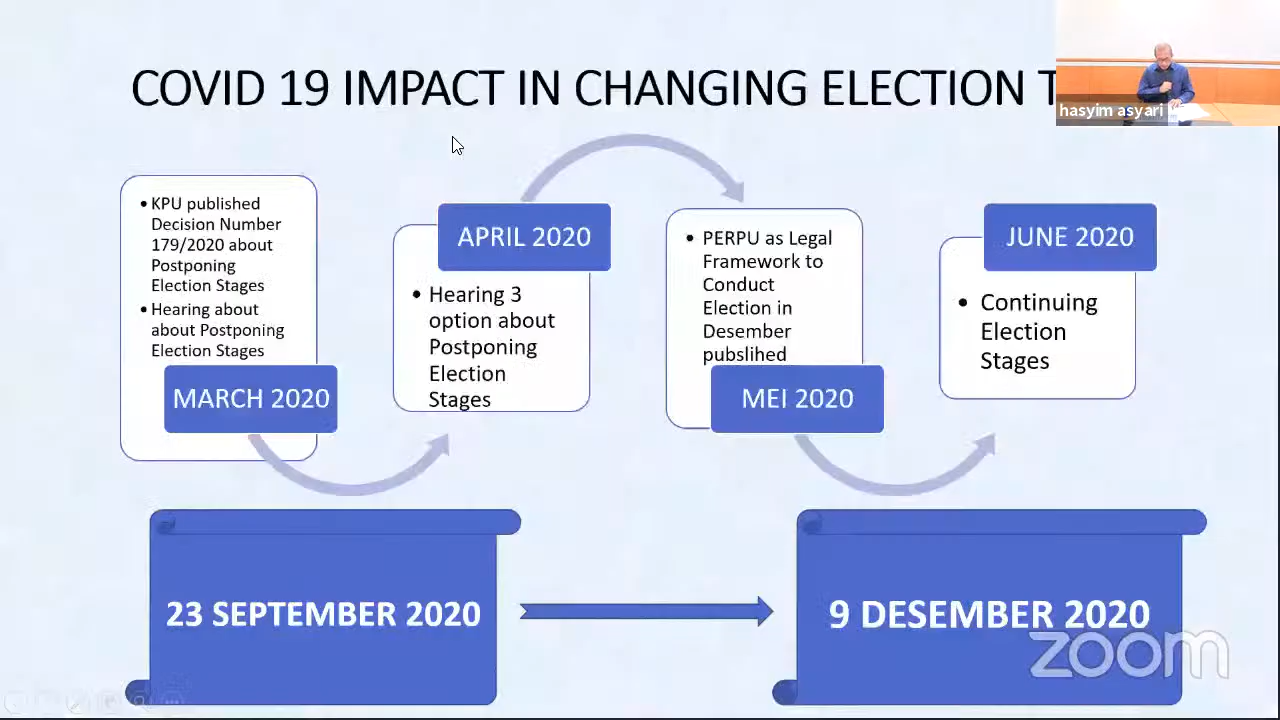 COVID 19 IMPACT IN CHANGING ELECTION T
hasyim asyari
• KPU published
Decision Number
179/2020 about
Postponing
Election Stages
• Hearing about
about Postponing
Election Stages
MARCH 2020
APRIL 2020
• Hearing 3
option about
Postponing
Election
Stages
• PERPU as Legal
Framework to
Conduct
Election in
Desember
pubslihed
MEI 2020
JUNE 2020
• Continuing
Election
Stages
23 SEPTEMBER 2020
9 DESEMBER 2020
zoom